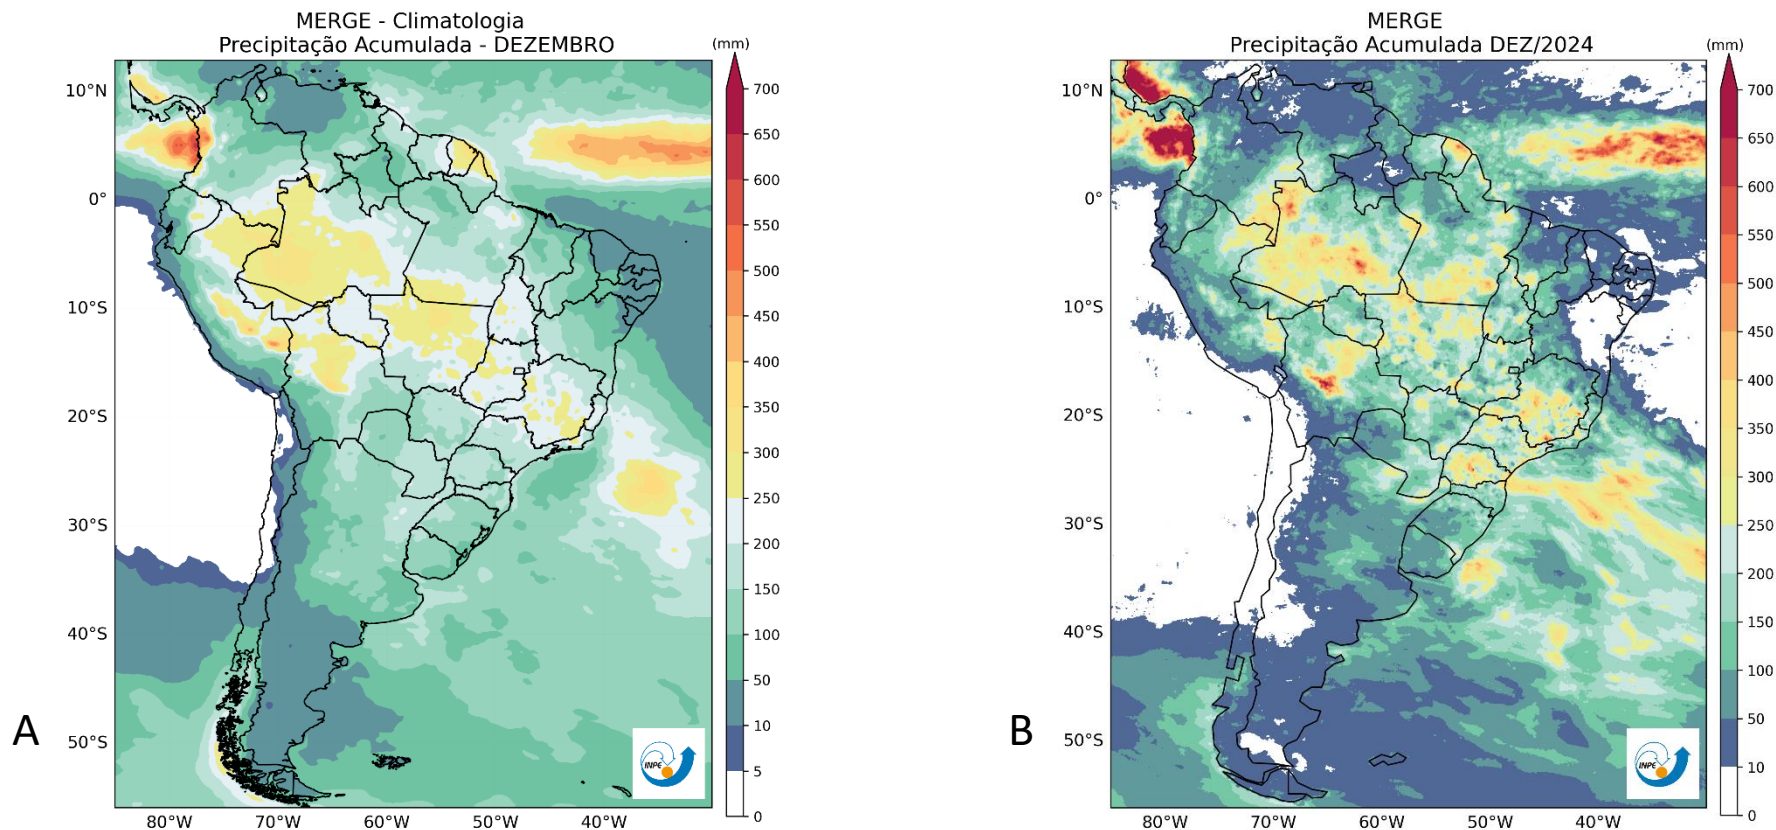 MERGE - Climatologia
Precipitação Acumulada - DEZEMBRO
(mm)
10°N
0°
10°S
20°S
30°S
40°S
50°S
80°W
70°W
60°W
50°W
40°W
700
650
600
550
500
450
400
350
300
250
200
150
100
50
10
5
0
INPE
A
MERGE
Precipitação Acumulada DEZ/2024
(mm)
10°N
0°
10°S
20°S
30°S
40°S
50°S
80°W
70°W
60°W
50°W
40°W
700
650
600
550
500
450
400
350
300
250
200
150
100
50
10
0
INPE
B